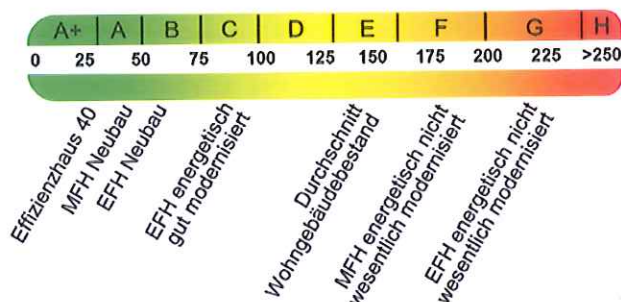 A+ A B C D E F G H
0 25 50 75 100 125 150 175 200 225 >250
Effizienzhaus 40
MFH Neubau
EFH Neubau
EFH energetisch
gut modernisiert
Durchschnitt
Wohngebäudebestand
MFH energetisch nicht
wesentlich modernisiert
EFH energetisch nicht
wesentlich modernisiert